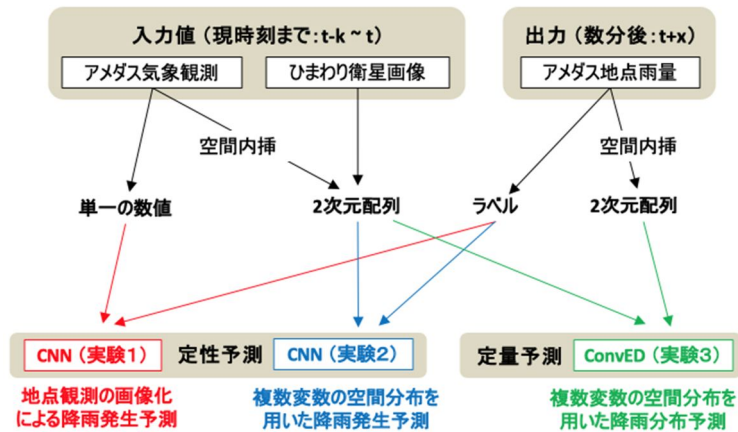 入力値（現時刻まで：t-k ~ t）
出力（数分後：t+x）
アメダス気象観測
ひまわり衛星画像
アメダス地点雨量
空間内挿
空間内挿
単一の数値
2次元配列
ラベル
2次元配列
CNN（実験１）
定性予測
CNN（実験２）
定量予測
ConvED（実験３）
地点観測の画像化
による降雨発生予測
複数変数の空間分布を
用いた降雨発生予測
複数変数の空間分布を
用いた降雨分布予測